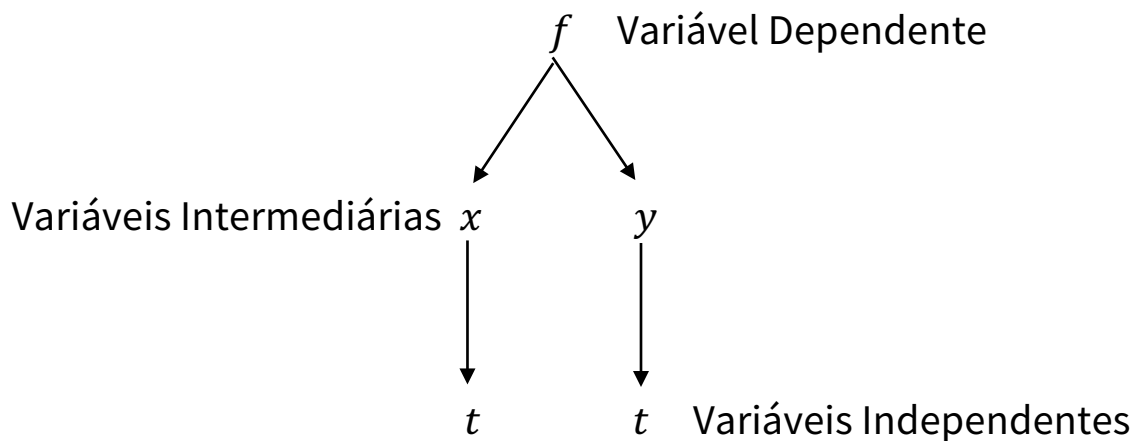 f Variável Dependente
Variáveis Intermediárias x y
t t Variáveis Independentes